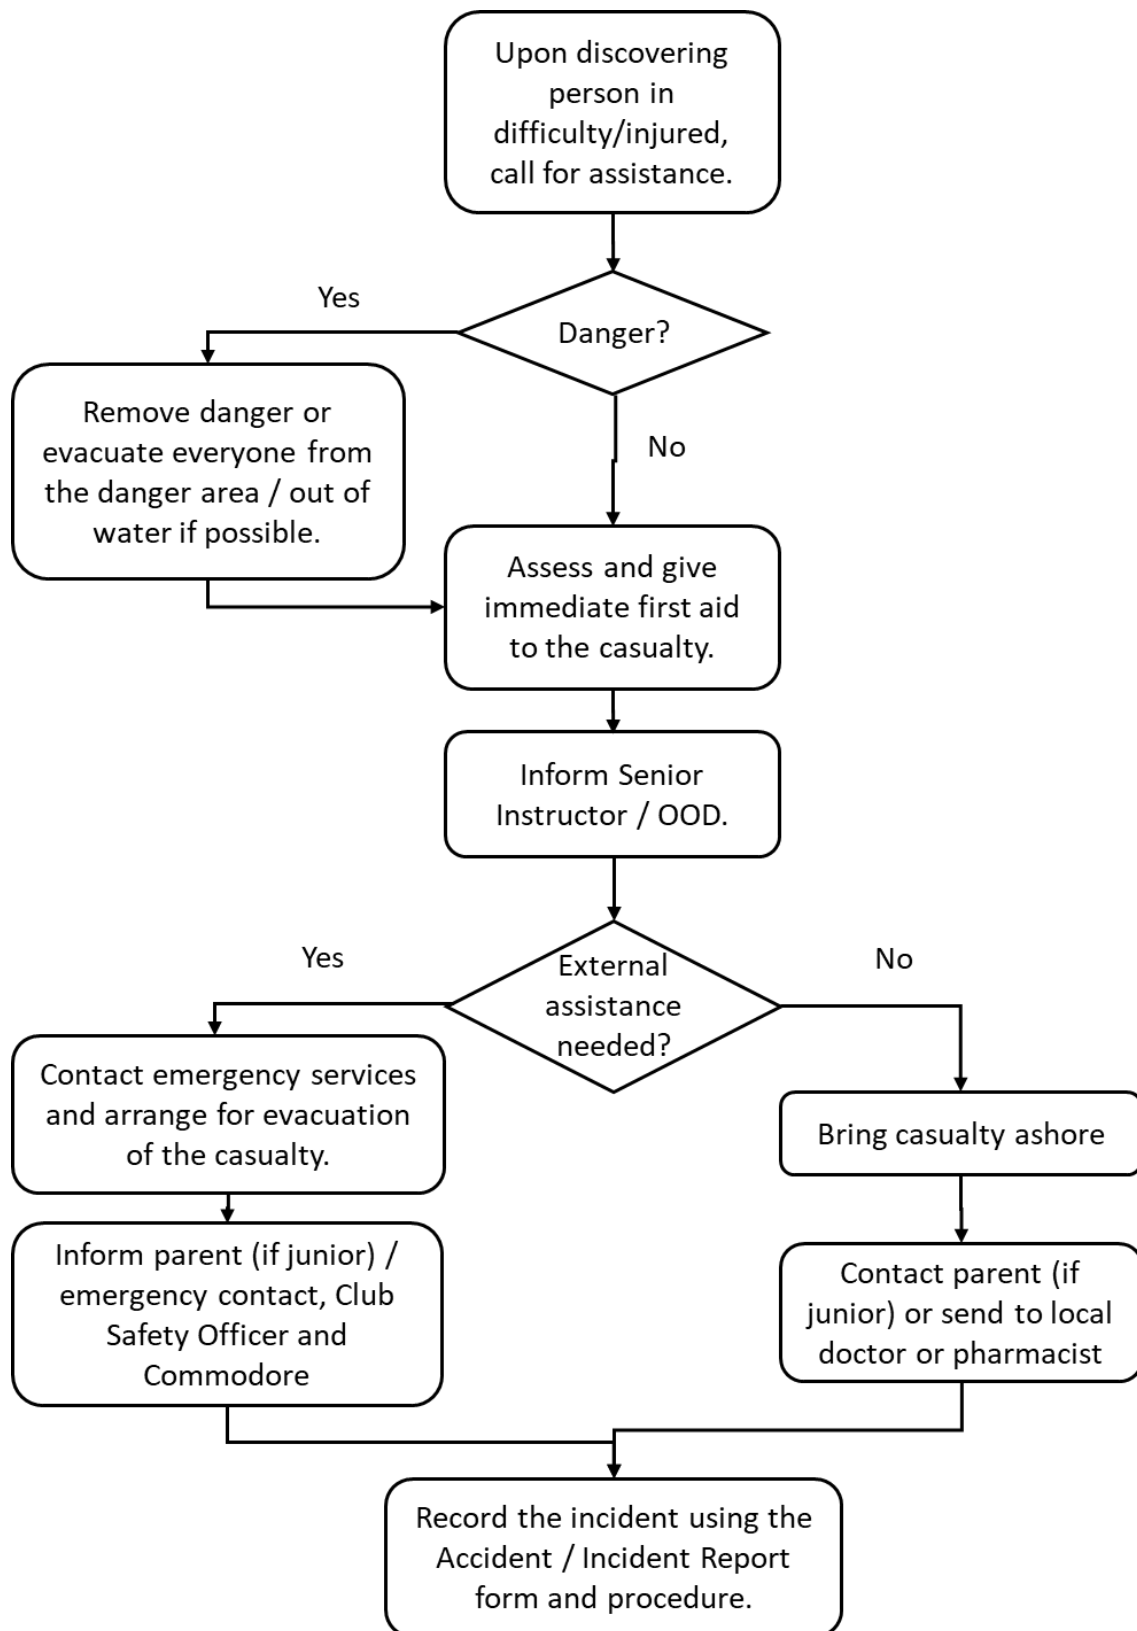 Upon discovering
person in
difficulty/injured,
call for assistance.
Yes
Danger?
Remove danger or
evacuate everyone from
the danger area / out of
water if possible.
No
Assess and give
immediate first aid
to the casualty.
Inform Senior
Instructor / OOD.
Yes
External
assistance
needed?
No
Contact emergency services
and arrange for evacuation
of the casualty.
Bring casualty ashore
Inform parent (if junior) /
emergency contact, Club
Safety Officer and
Commodore
Contact parent (if
junior) or send to local
doctor or pharmacist
Record the incident using the
Accident / Incident Report
form and procedure.